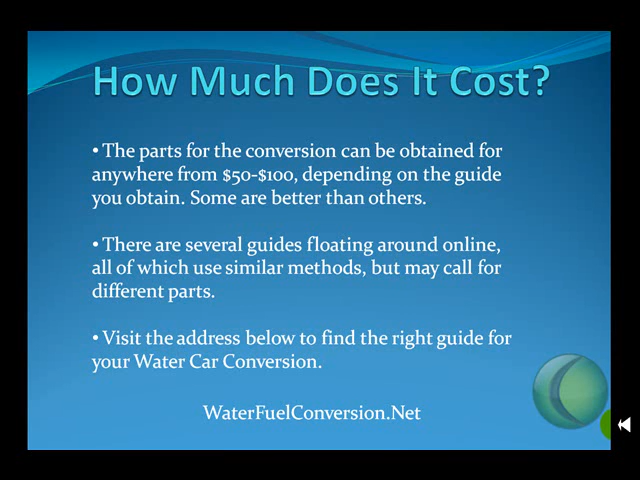 How Much Does It Cost?
• The parts for the conversion can be obtained for
anywhere from $50-$100, depending on the guide
you obtain. Some are better than others.
• There are several guides floating around online,
all of which use similar methods, but may call for
different parts.
• Visit the address below to find the right guide for
your Water Car Conversion.
WaterFuelConversion.Net